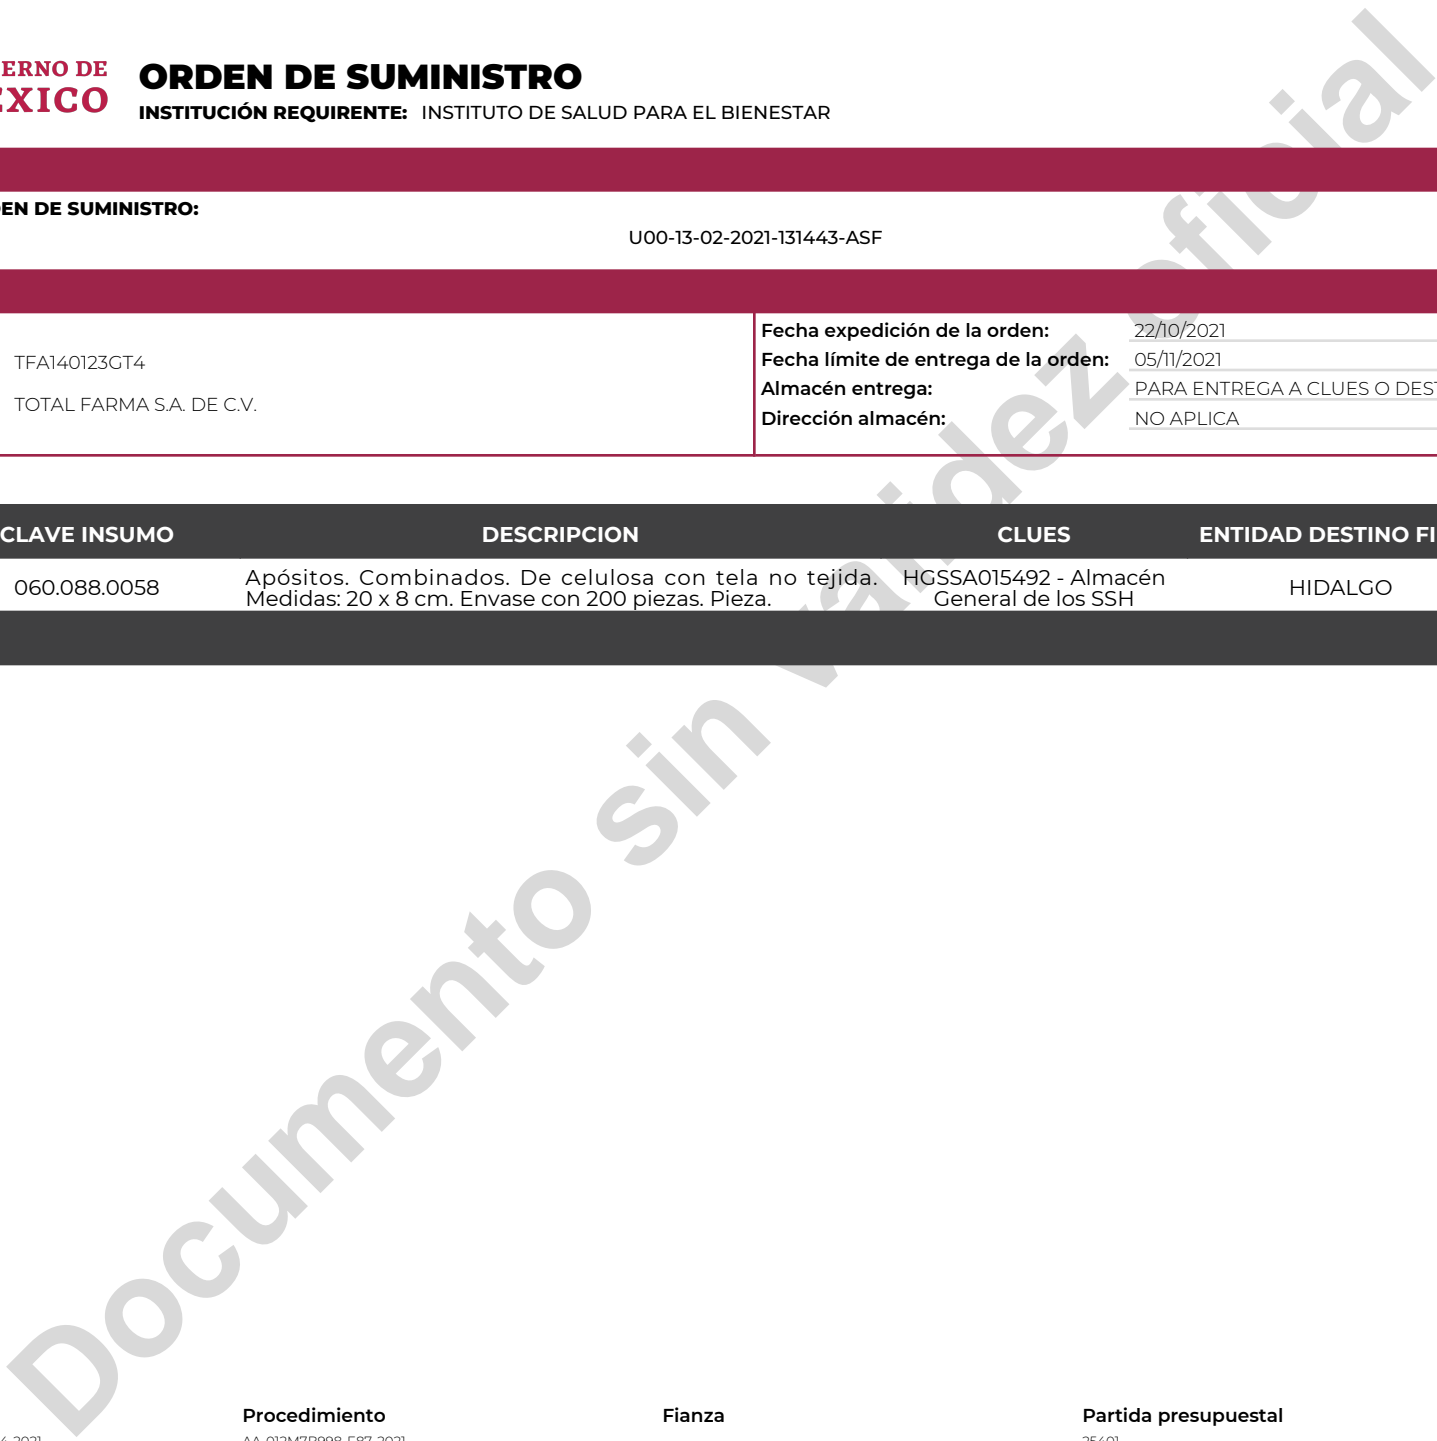 ERNO DE
EXICO
ORDEN DE SUMINISTRO
INSTITUCIÓN REQUIRENTE: INSTITUTO DE SALUD PARA EL BIENESTAR
EN DE SUMINISTRO:
U00-13-02-2021-131443-ASF
TFA140123GT4
TOTAL FARMA S.A. DE C.V.
Fecha expedición de la orden: 22/10/2021
Fecha límite de entrega de la orden: 05/11/2021
Almacén entrega: PARA ENTREGA A CLUES O DEST
Dirección almacén: NO APLICA
CLAVE INSUMO DESCRIPCION CLUES ENTIDAD DESTINO FI
060.088.0058 Apósitos. Combinados. De celulosa con tela no tejida. HGSSA015492 - Almacén HIDALGO
Medidas: 20 x 8 cm. Envase con 200 piezas. Pieza. General de los SSH
Documento sin validez oficial
Procedimiento Fianza Partida presupuestal